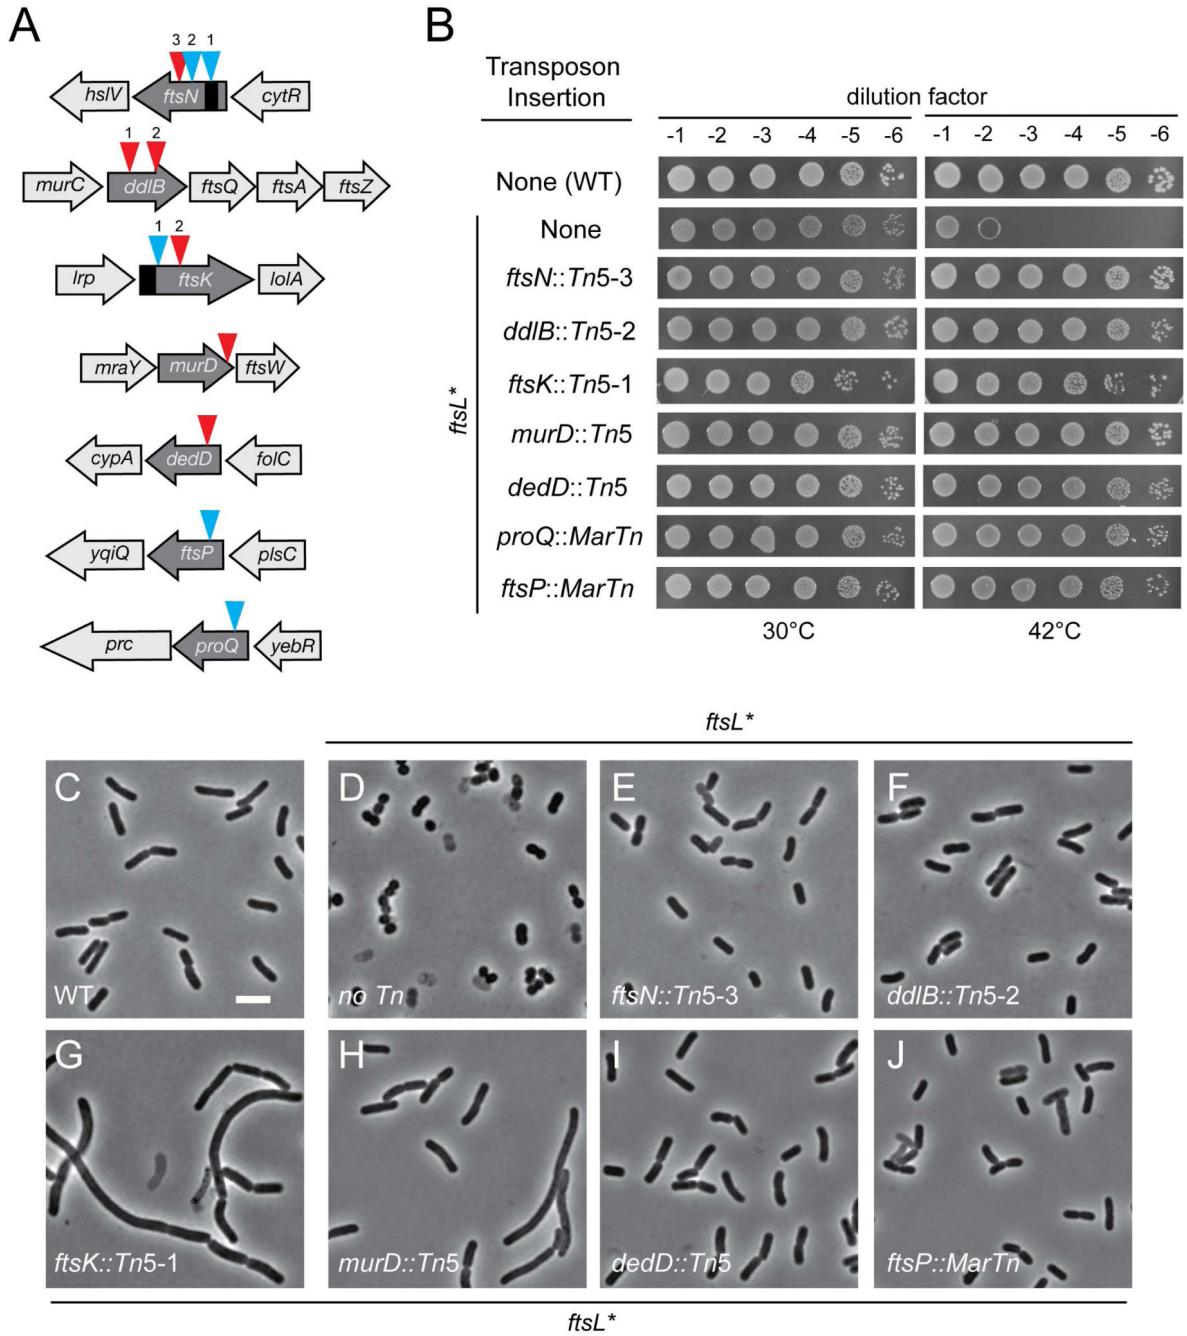 A
3 2 1
hslV ftsN cytR
1 2
murC ddlB ftsQ ftsA ftsZ
1 2
lrp ftsK lolA
mraY murD ftsW
cypA dedD folC
yqiQ ftsP plsC
prc proQ yebR
B
Transposon
Insertion
dilution factor
-1 -2 -3 -4 -5 -6 -1 -2 -3 -4 -5 -6
None (WT)
None
ftsN::Tn5-3
ddlB::Tn5-2
ftsK::Tn5-1
murD::Tn5
dedD::Tn5
proQ::MarTn
ftsP::MarTn
ftsL*
30°C 42°C
ftsL*
C
WT
D
no Tn
E
ftsN::Tn5-3
F
ddlB::Tn5-2
G
ftsK::Tn5-1
H
murD::Tn5
I
dedD::Tn5
J
ftsP::MarTn
ftsL*